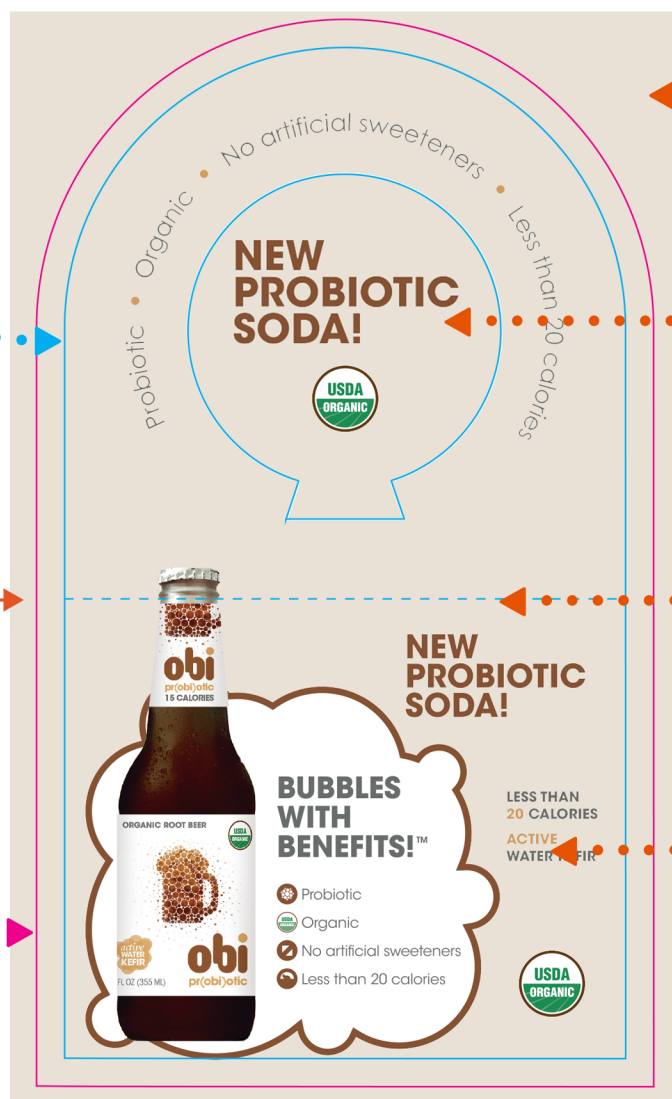 Probiotic • Organic • No artificial sweeteners • Less than 20 calories
NEW
PROBIOTIC
SODA!
USDA
ORGANIC
obi
pr(obi)otic
15 CALORIES
NEW
PROBIOTIC
SODA!
BUBBLES
WITH
BENEFITS!™
Probiotic
USDA
ORGANIC
Organic
No artificial sweeteners
Less than 20 calories
LESS THAN
20 CALORIES
ACTIVE
WATER KEFIR
USDA
ORGANIC
ORGANIC ROOT BEER
USDA
ORGANIC
active
WATER
KEFIR
obi
pr(obi)otic
FL OZ (355 ML)